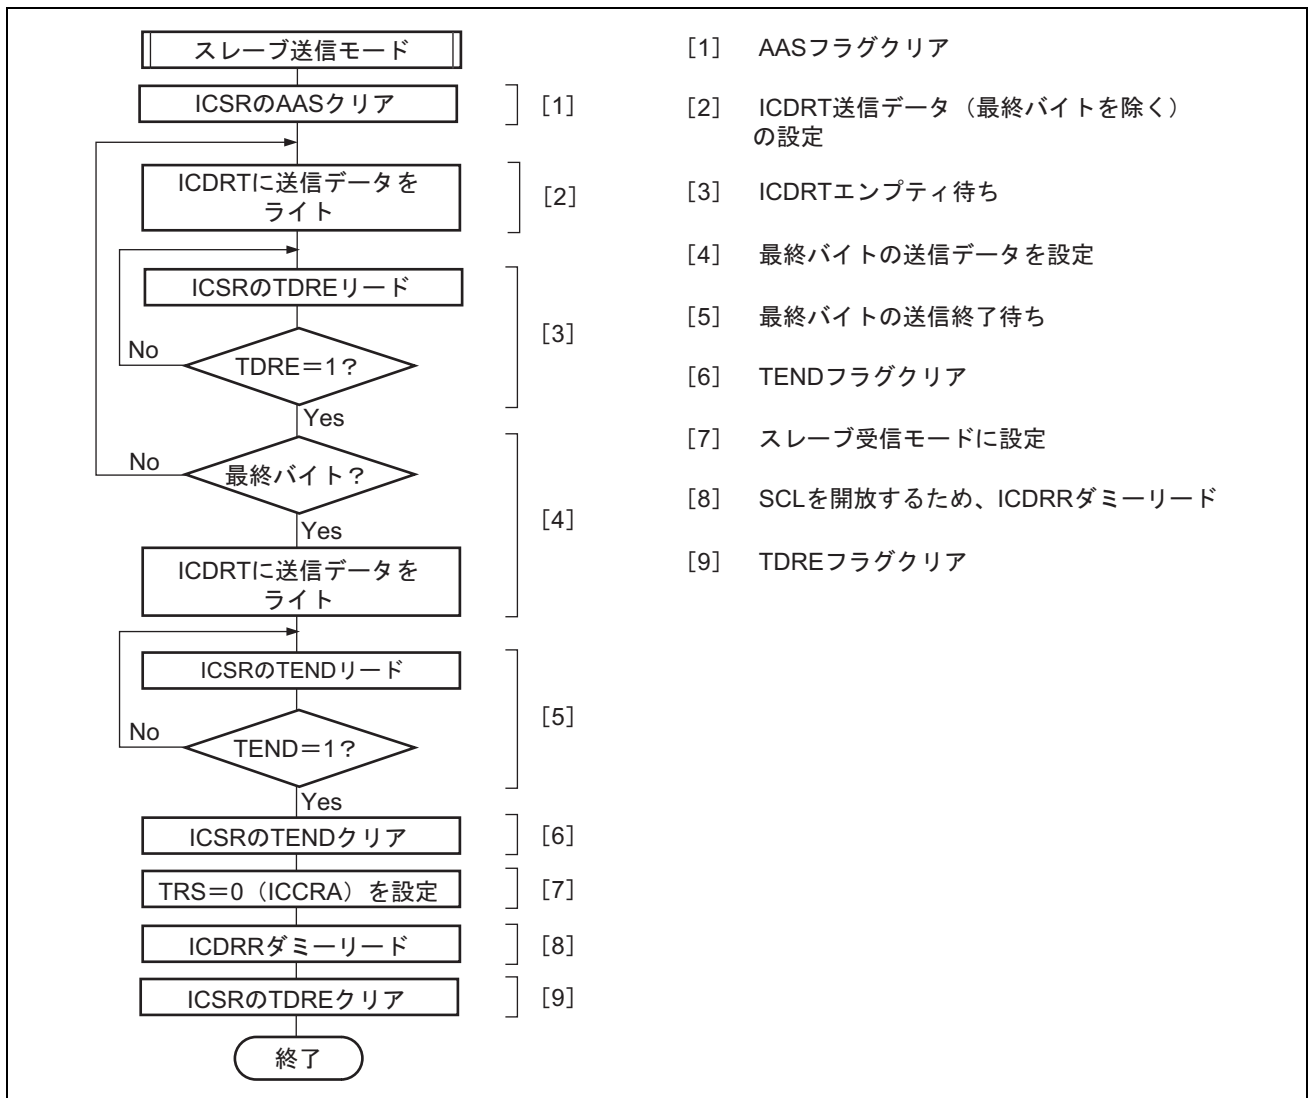 スレーブ送信モード
ICSRのAASクリア
[1]
ICDRTに送信データを
ライト
[2]
ICSRのTDREリード
[3]
No
TDRE=1?
Yes
No
最終バイト?
[4]
Yes
ICDRTに送信データを
ライト
ICSRのTENDリード
[5]
No
TEND=1?
Yes
ICSRのTENDクリア
[6]
TRS=0(ICCRA)を設定
[7]
ICDRRダミーリード
[8]
ICSRのTDREクリア
[9]
終了
[1] AASフラグクリア
[2] ICDRT送信データ(最終バイトを除く)
の設定
[3] ICDRTエンプティ待ち
[4] 最終バイトの送信データを設定
[5] 最終バイトの送信終了待ち
[6] TENDフラグクリア
[7] スレーブ受信モードに設定
[8] SCLを開放するため、ICDRRダミーリード
[9] TDREフラグクリア